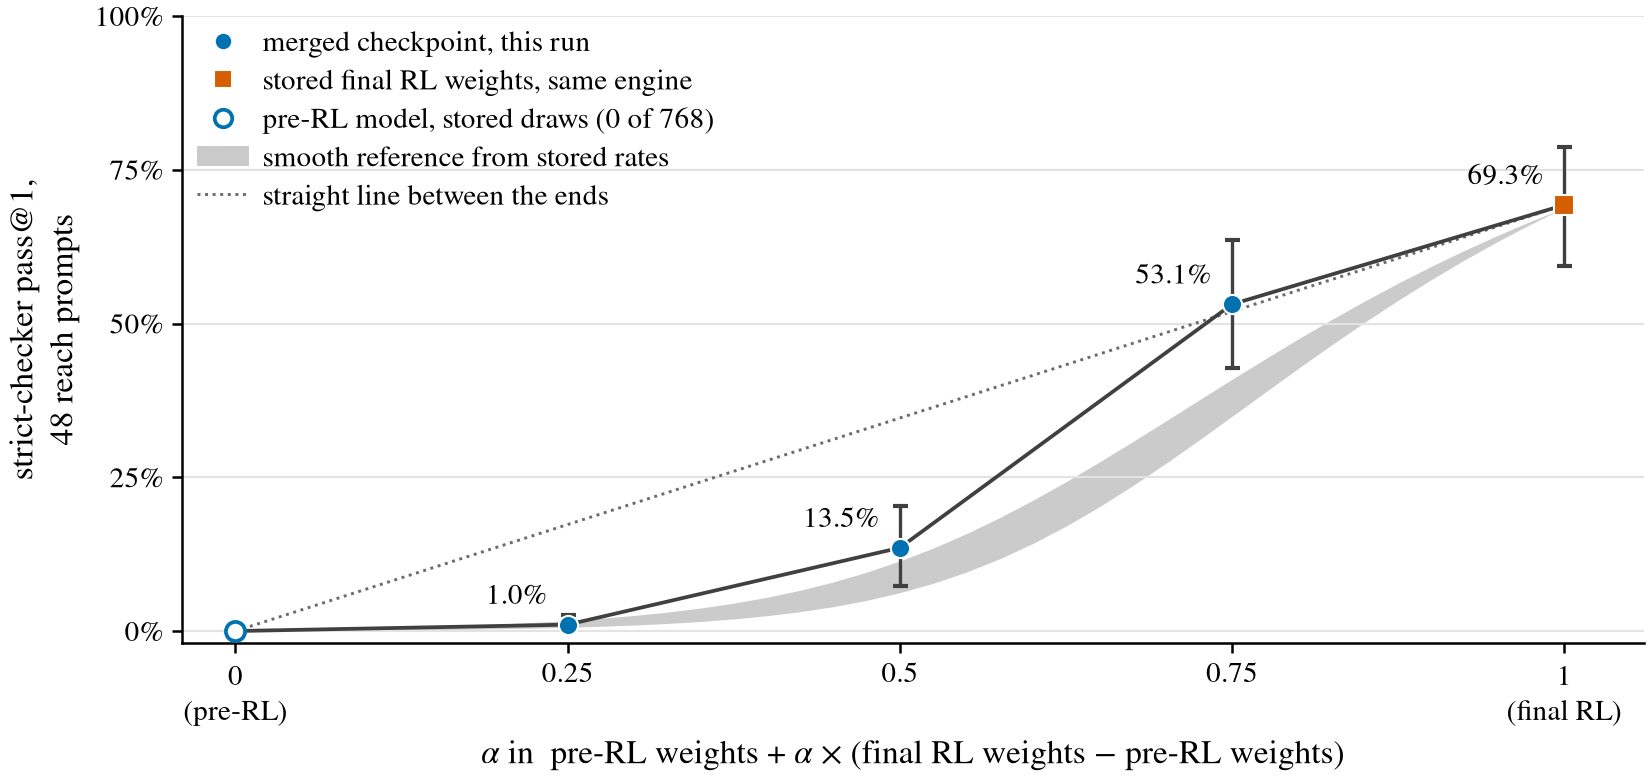 100%
75%
50%
25%
0%
strict-checker pass@1,
48 reach prompts
merged checkpoint, this run
stored final RL weights, same engine
pre-RL model, stored draws (0 of 768)
smooth reference from stored rates
straight line between the ends
1.0%
13.5%
53.1%
69.3%
0
(pre-RL)
0.25
0.5
0.75
1
(final RL)
α in pre-RL weights + α × (final RL weights − pre-RL weights)